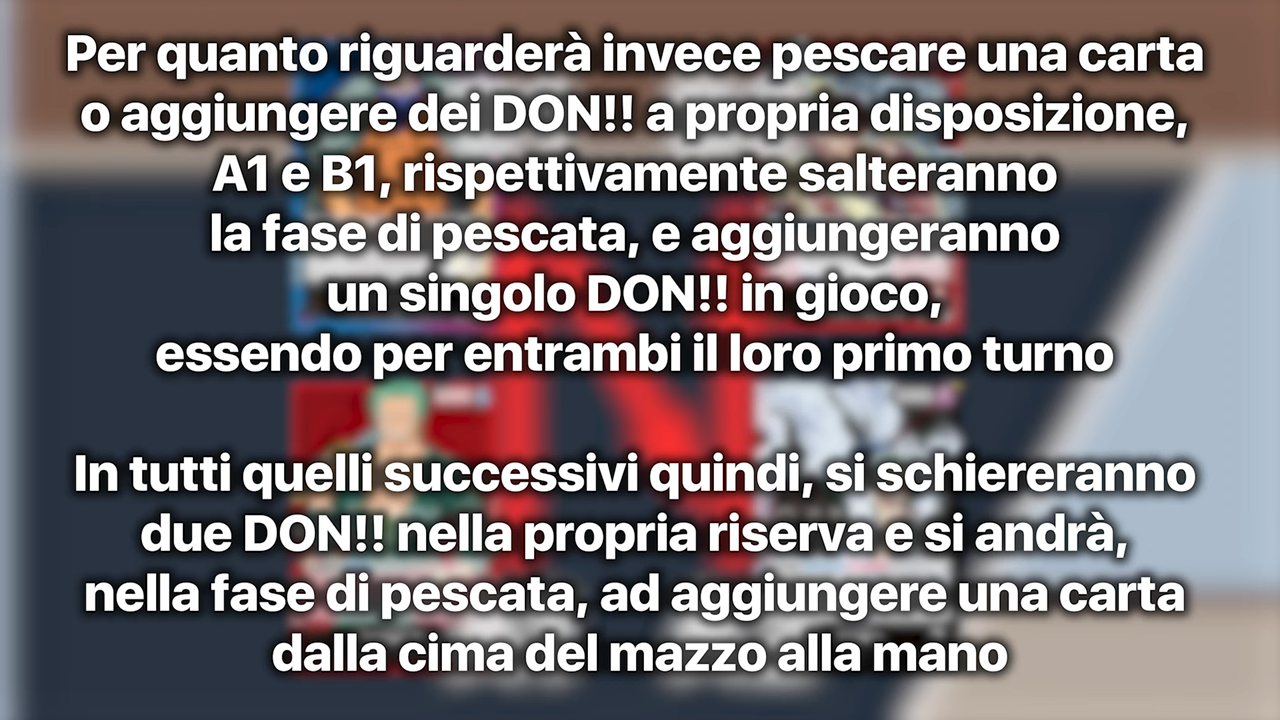 Per quanto riguarderà invece pescare una carta
o aggiungere dei DON!! a propria disposizione,
A1 e B1, rispettivamente salteranno
la fase di pescata, e aggiungeranno
un singolo DON!! in gioco,
essendo per entrambi il loro primo turno
In tutti quelli successivi quindi, si schiereranno
due DON!! nella propria riserva e si andrà,
nella fase di pescata, ad aggiungere una carta
dalla cima del mazzo alla mano